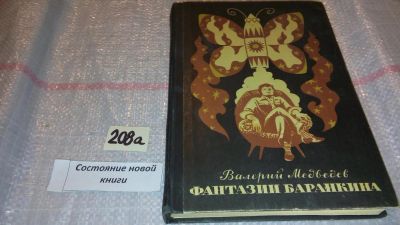 208а
Состояние новой
книги
Валерий Медведев
ФАНТАЗИИ БАРАНКИНА